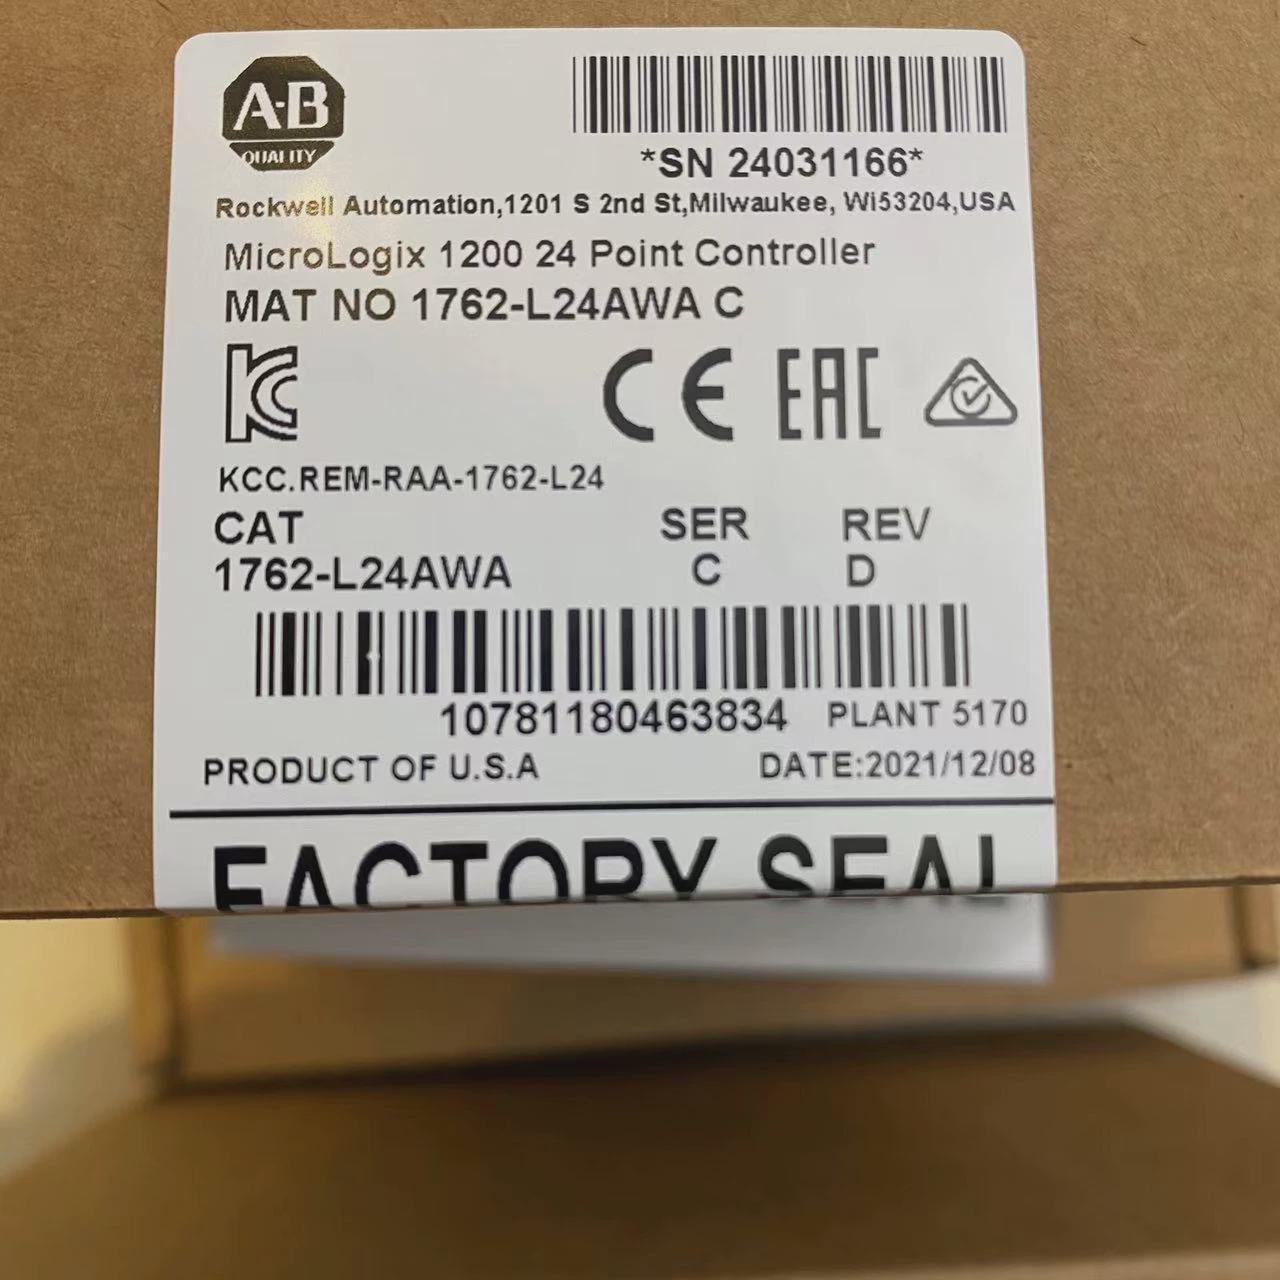 A-B
QUALITY
*SN 24031166*
Rockwell Automation,1201 S 2nd St,Milwaukee, Wi53204,USA
MicroLogix 1200 24 Point Controller
MAT NO 1762-L24AWA C
KC CE EAC
KCC.REM-RAA-1762-L24
CAT SER REV
1762-L24AWA C D
10781180463834 PLANT 5170
PRODUCT OF U.S.A DATE:2021/12/08
FACTORY SEAL